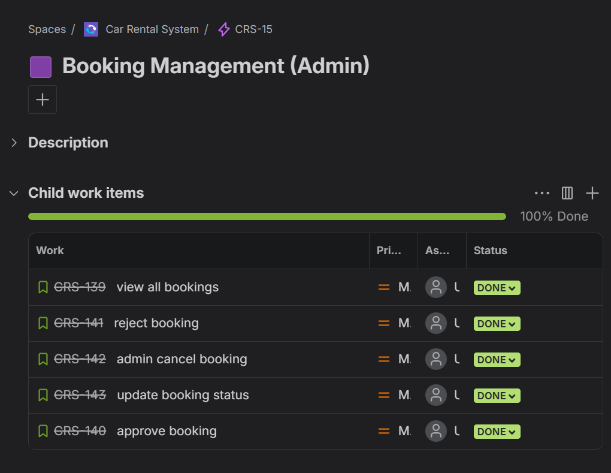 Spaces / Car Rental System / CRS-15
Booking Management (Admin)
Description
Child work items
100% Done
Work Pri... As... Status
CRS-139 view all bookings M. DONE
CRS-141 reject booking M. DONE
CRS-142 admin cancel booking M. DONE
CRS-143 update booking status M. DONE
CRS-140 approve booking M. DONE